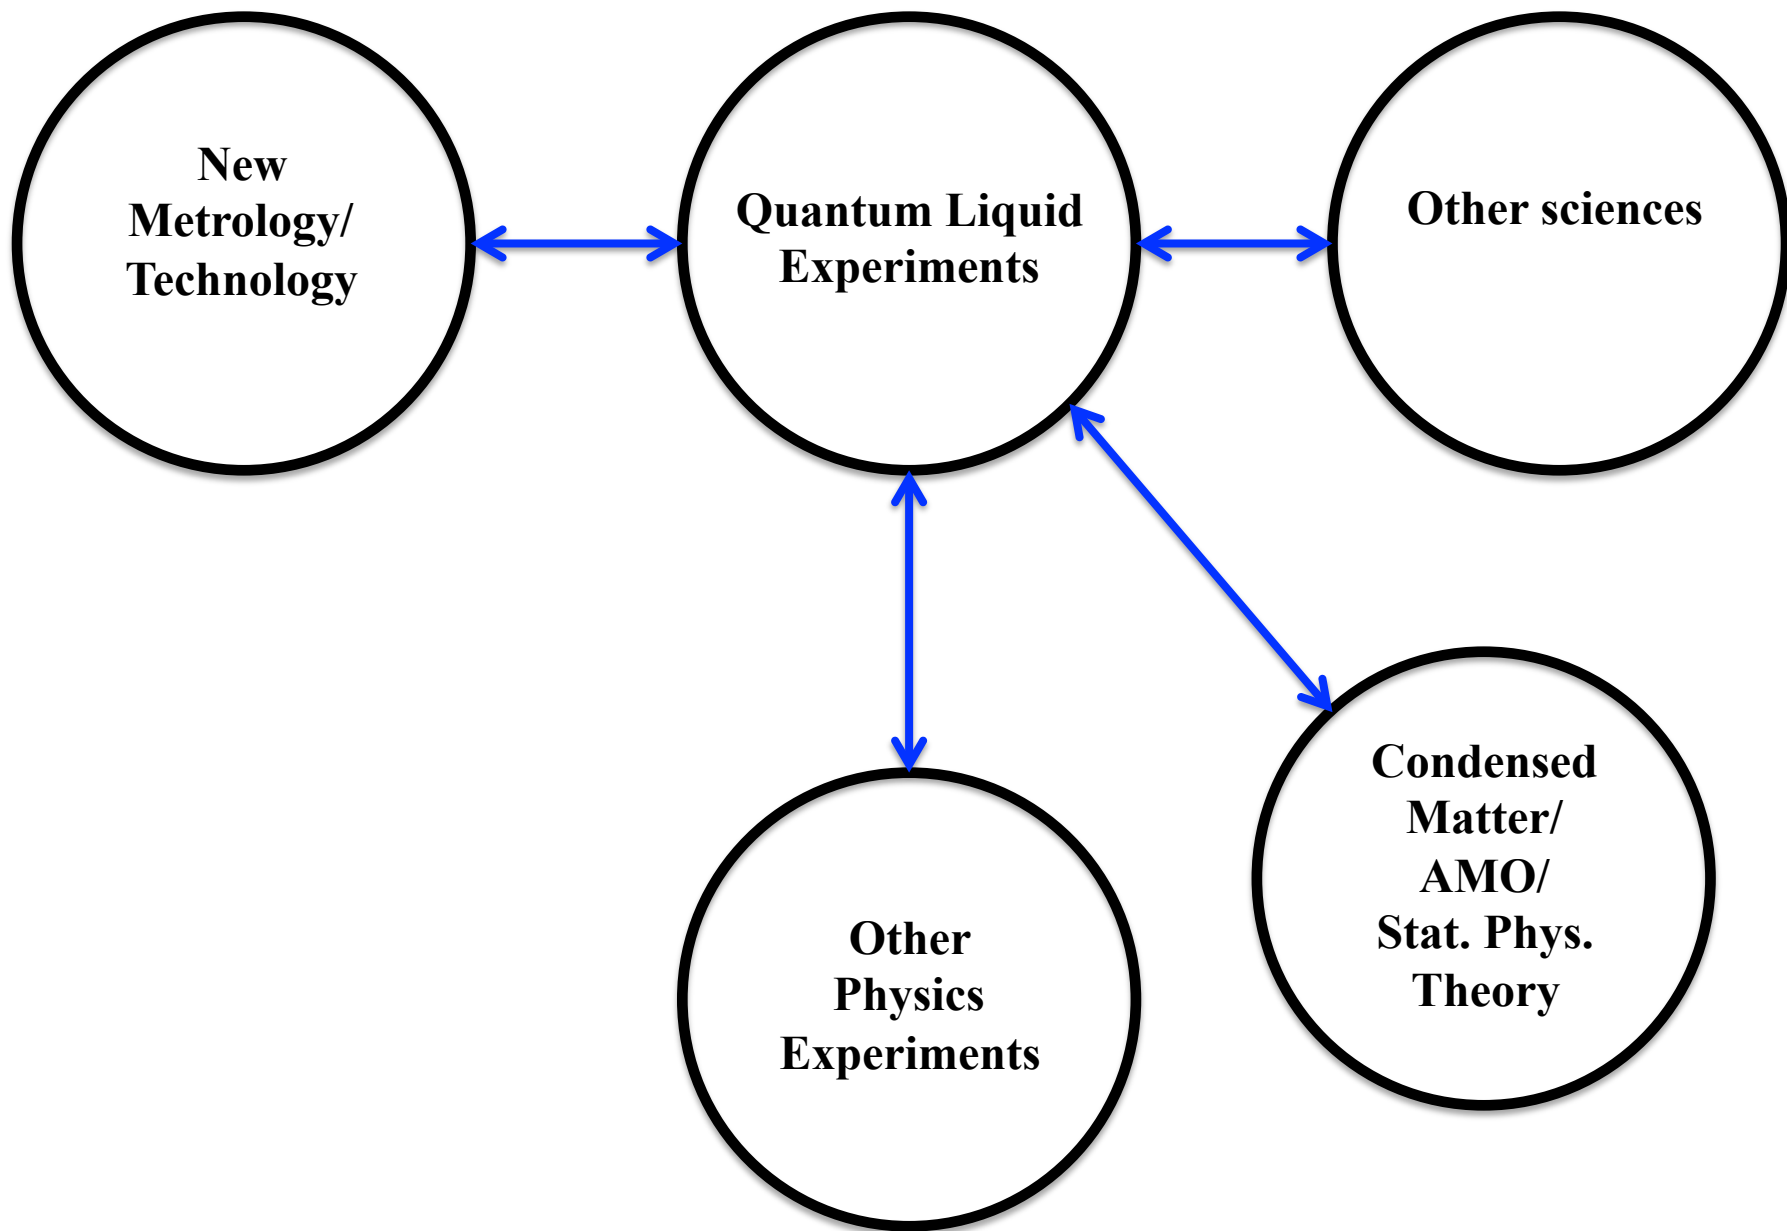 New
Metrology/
Technology
Quantum Liquid
Experiments
Other sciences
Other
Physics
Experiments
Condensed
Matter/
AMO/
Stat. Phys.
Theory